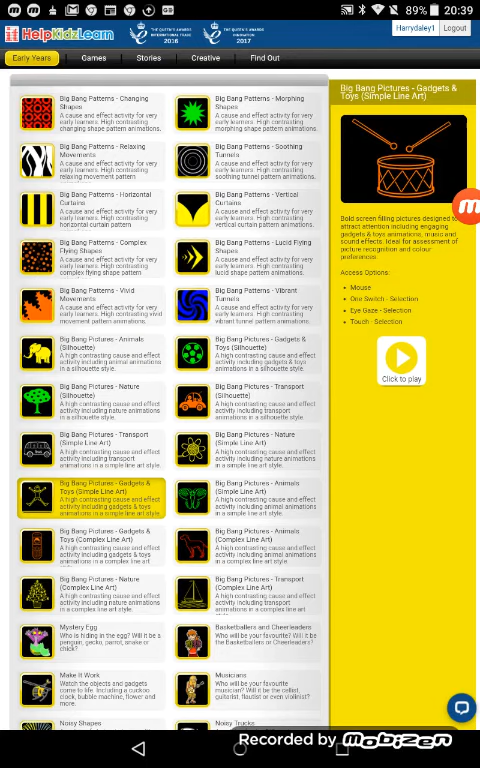 89% 20:39
HelpKidzLearn
THE QUEEN'S AWARDS
INTERNATIONAL TRADE
2016
THE QUEEN'S AWARDS
INNOVATION
2017
Harrydaley1 Logout
Early Years Games Stories Creative Find Out
Big Bang Patterns - Changing
Shapes
A cause and effect activity for very
early learners. High contrasting
changing shape pattern animations.
Big Bang Patterns - Morphing
Shapes
A cause and effect activity for very
early learners. High contrasting
morphing shape pattern animations.
Big Bang Patterns - Relaxing
Movements
A cause and effect activity for very
early learners. High contrasting
relaxing movement pattern
Big Bang Patterns - Soothing
Tunnels
A cause and effect activity for very
early learners. High contrasting
soothing tunnel pattern animations.
Big Bang Patterns - Horizontal
Curtains
A cause and effect activity for very
early learners. High contrasting
horizontal curtain pattern
Big Bang Patterns - Vertical
Curtains
A cause and effect activity for very
early learners. High contrasting
vertical curtain pattern animations.
Big Bang Patterns - Complex
Flying Shapes
A cause and effect activity for very
early learners. High contrasting
complex flying shape pattern
Big Bang Patterns - Lucid Flying
Shapes
A cause and effect activity for very
early learners. High contrasting
lucid shape pattern animations.
Big Bang Patterns - Vivid
Movements
A cause and effect activity for very
early learners. High contrasting vivid
movement pattern animations.
Big Bang Patterns - Vibrant
Tunnels
A cause and effect activity for very
early learners. High contrasting
vibrant tunnel pattern animations.
Big Bang Pictures - Animals
(Silhouette)
A high contrasting cause and effect
activity including animal animations
in a silhouette style.
Big Bang Pictures - Gadgets &
Toys (Silhouette)
A high contrasting cause and effect
activity including gadgets & toys
animations in a silhouette style.
Big Bang Pictures - Nature
(Silhouette)
A high contrasting cause and effect
activity including nature animations
in a silhouette style.
Big Bang Pictures - Transport
(Silhouette)
A high contrasting cause and effect
activity including transport
animations in a silhouette style.
Big Bang Pictures - Transport
(Simple Line Art)
A high contrasting cause and effect
activity including transport
animations in a simple line art style.
Big Bang Pictures - Nature
(Simple Line Art)
A high contrasting cause and effect
activity including nature animations
in a simple line art style.
Big Bang Pictures - Gadgets &
Toys (Simple Line Art)
A high contrasting cause and effect
activity including gadgets & toys
animations in a simple line art style.
Big Bang Pictures - Animals
(Simple Line Art)
A high contrasting cause and effect
activity including animal animations
in a simple line art style.
Big Bang Pictures - Gadgets &
Toys (Complex Line Art)
A high contrasting cause and effect
activity including gadgets & toys
animations in a complex line art
Big Bang Pictures - Animals
(Complex Line Art)
A high contrasting cause and effect
activity including animal animations
in a complex line art style.
Big Bang Pictures - Nature
(Complex Line Art)
A high contrasting cause and effect
activity including nature animations
in a complex line art style.
Big Bang Pictures - Transport
(Complex Line Art)
A high contrasting cause and effect
activity including transport
animations in a complex line art
Mystery Egg
Who is hiding in the egg? Will it be a
penguin, gecko, parrot, snake or
chick?
Basketballers and Cheerleaders
Who will be your favourite? Will it be
the Basketballers or Cheerleaders?
Make It Work
Watch the objects and gadgets
come to life. Including a cuckoo
clock, bubble machine, flower and
more.
Musicians
Who will be your favourite
musician? Will it be the cellist,
guitarist, flautist or even violinist?
Noisy Shapes
Noisy Trucks
Big Bang Pictures - Gadgets &
Toys (Simple Line Art)
Bold screen filling pictures designed to
attract attention including engaging
gadgets & toys animations, music and
sound effects. Ideal for assessment of
picture recognition and colour
preferences.
Access Options:
Mouse
One Switch - Selection
Eye Gaze - Selection
Touch - Selection
Click to play
Recorded by Mobizen